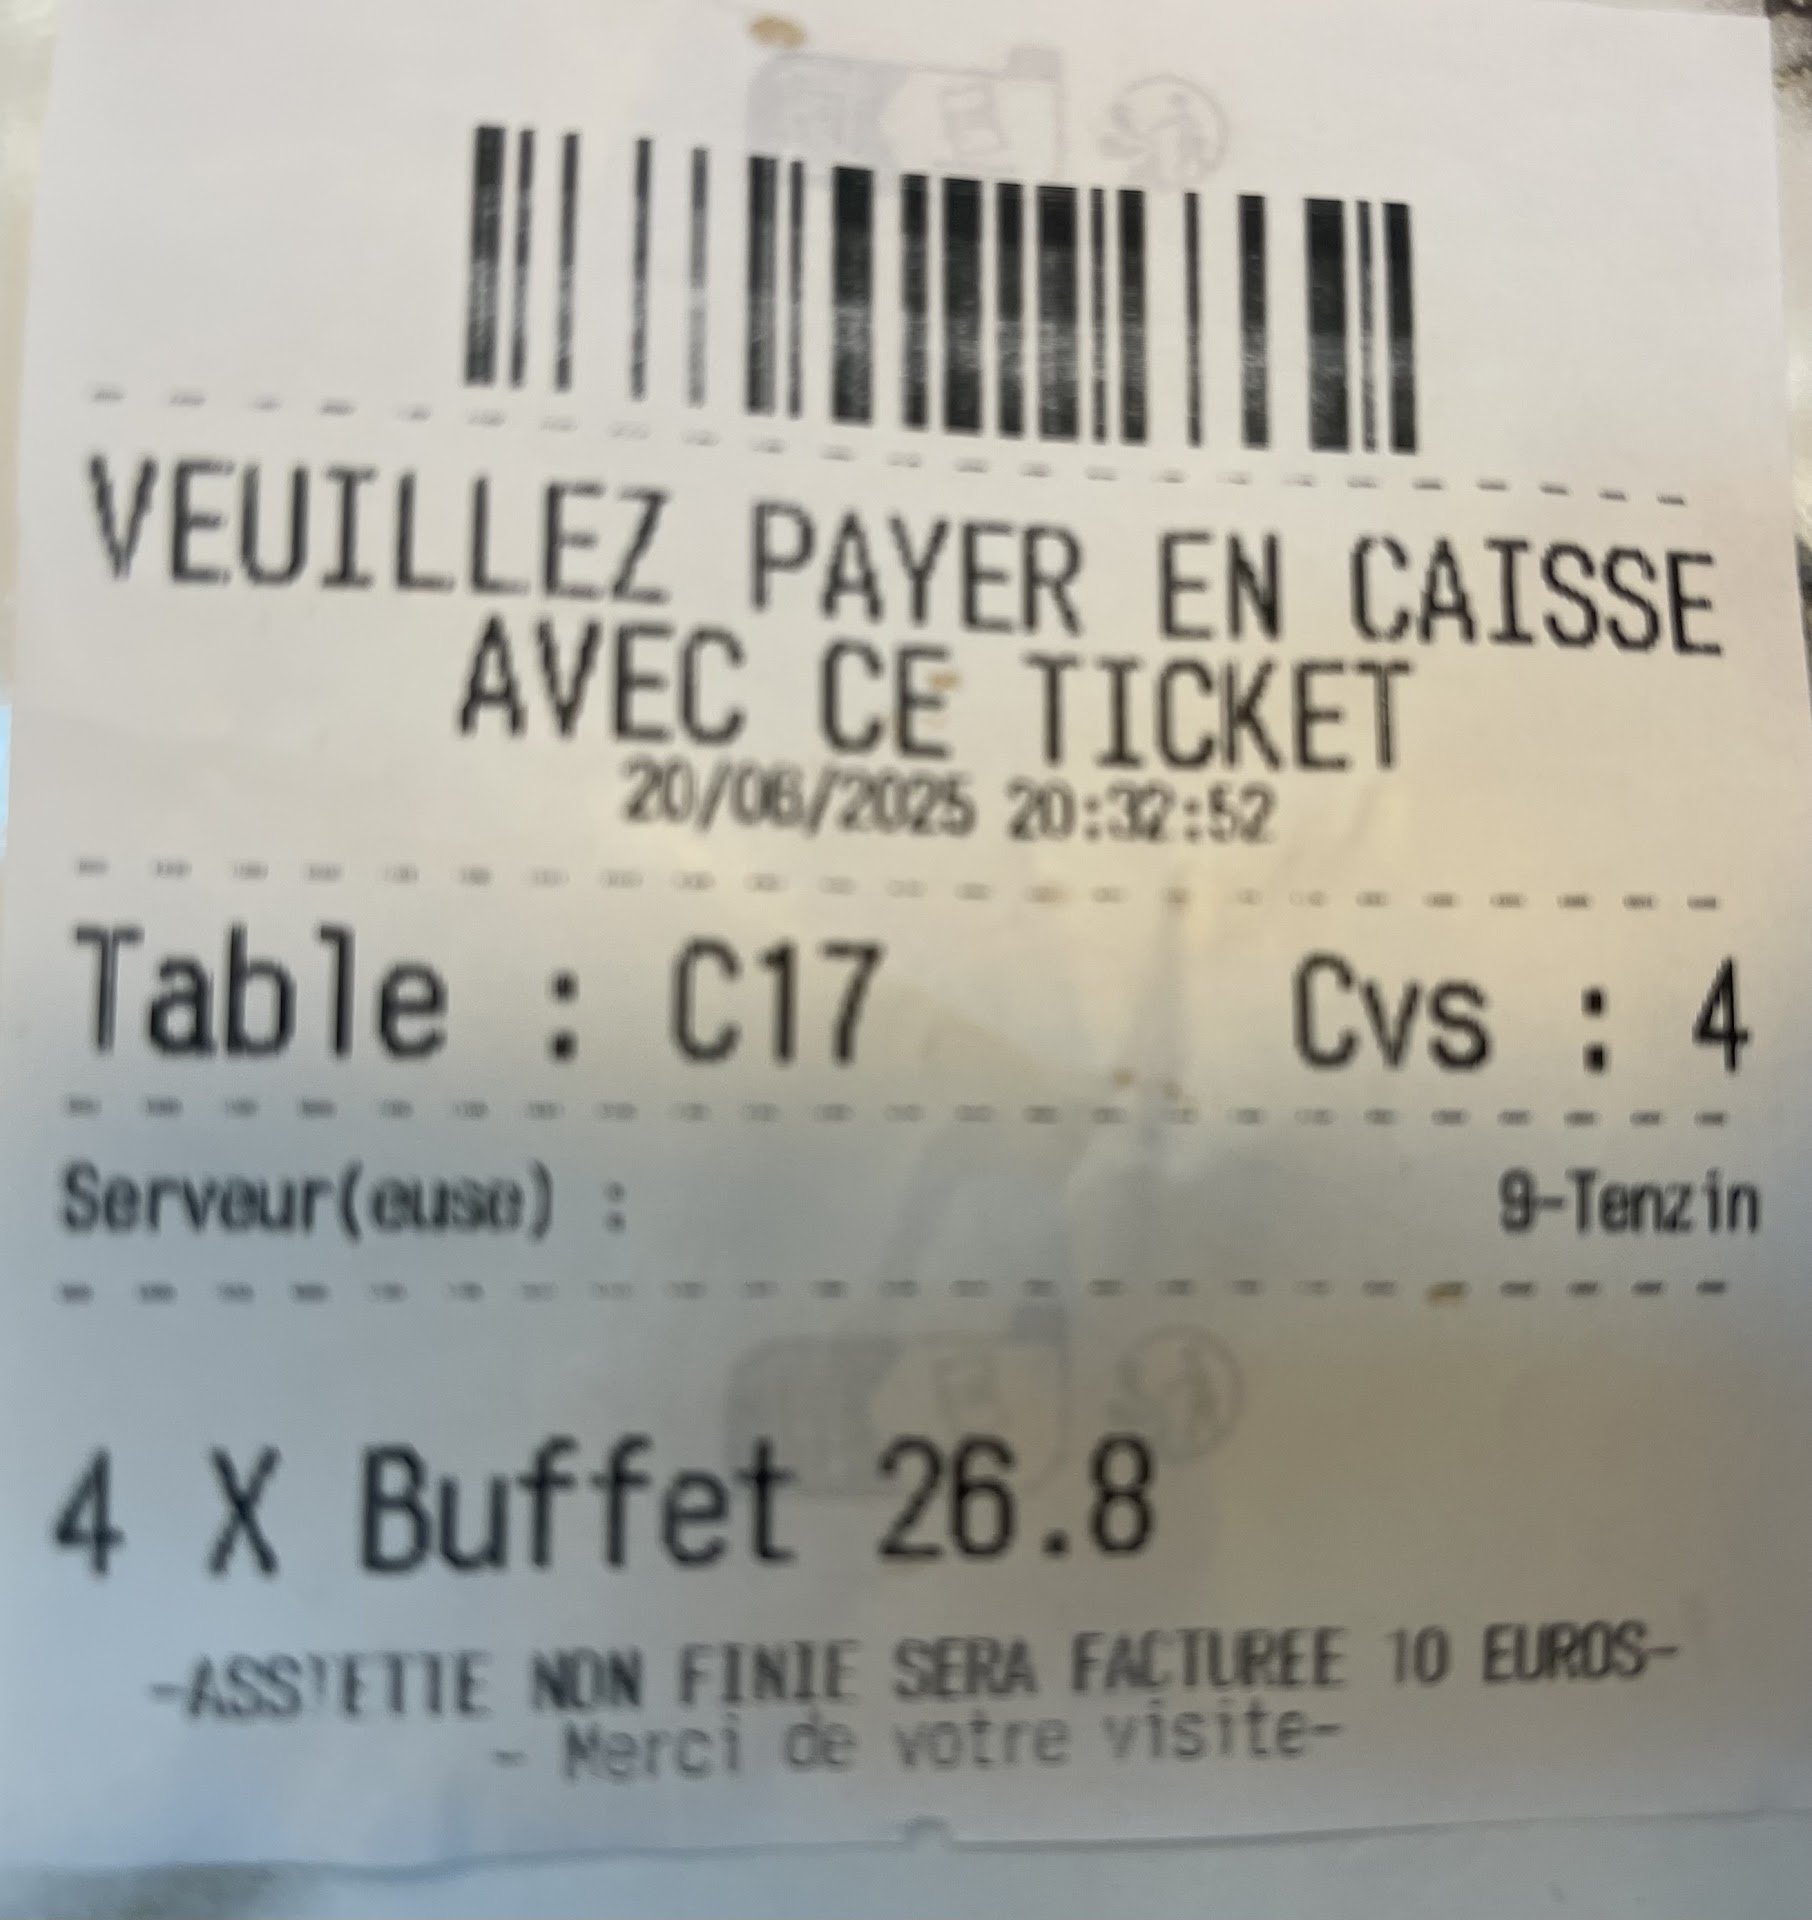 VEUILLEZ PAYER EN CAISSE
AVEC CE TICKET
20/06/2025 20:32:52
Table : C17 Cvs : 4
Serveur(euse) : 9-Tenzin
4 X Buffet 26.8
-ASSIETTE NON FINIE SERA FACTUREE 10 EUROS-
- Merci de votre visite-